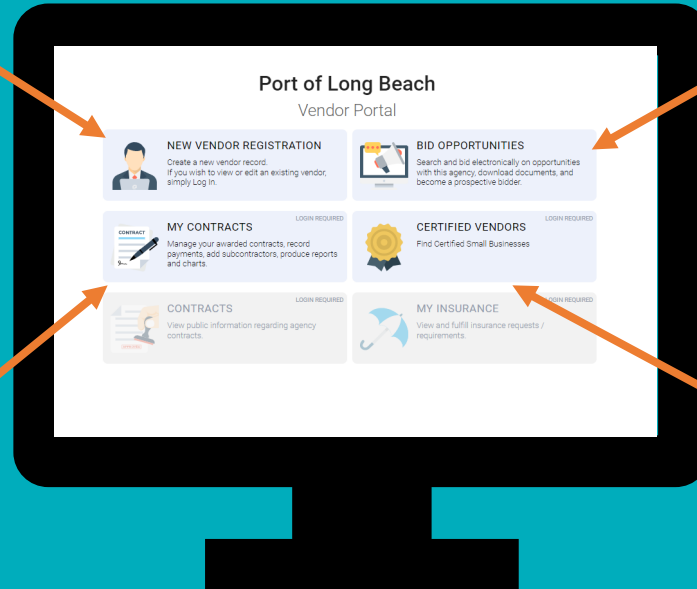 Port of Long Beach
Vendor Portal
NEW VENDOR REGISTRATION
Create a new vendor record.
If you wish to view or edit an existing vendor,
simply Log In.
BID OPPORTUNITIES
Search and bid electronically on opportunities
with this agency, download documents, and
become a prospective bidder.
LOGIN REQUIRED
MY CONTRACTS
Manage your awarded contracts, record
payments, add subcontractors, produce reports
and charts.
CONTRACT
LOGIN REQUIRED
CERTIFIED VENDORS
Find Certified Small Businesses
LOGIN REQUIRED
CONTRACTS
View public information regarding agency
contracts.
LOGIN REQUIRED
MY INSURANCE
View and fulfill insurance requests /
requirements.